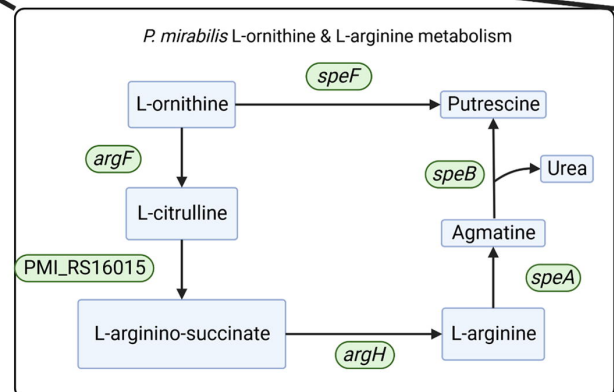 P. mirabilis L-ornithine & L-arginine metabolism
speF
L-ornithine
Putrescine
argF
speB
Urea
L-citrulline
Agmatine
PMI_RS16015
speA
L-arginino-succinate
L-arginine
argH